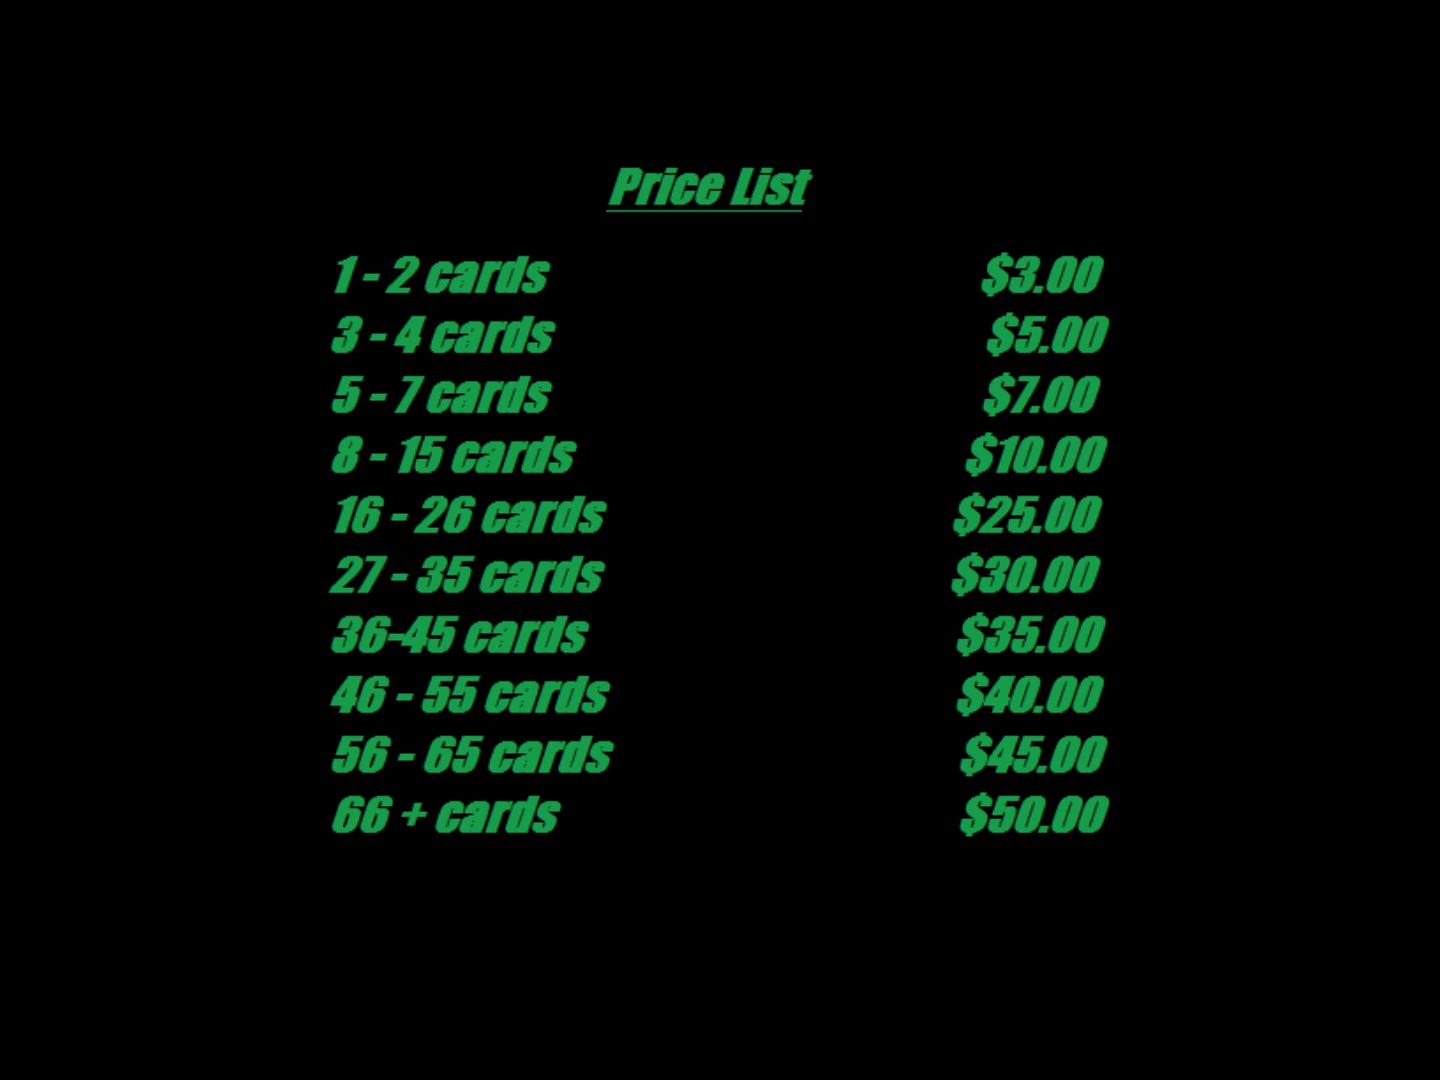 Price List
1 - 2 cards $3.00
3 - 4 cards $5.00
5 - 7 cards $7.00
8 - 15 cards $10.00
16 - 26 cards $25.00
27 - 35 cards $30.00
36-45 cards $35.00
46 - 55 cards $40.00
56 - 65 cards $45.00
66 + cards $50.00